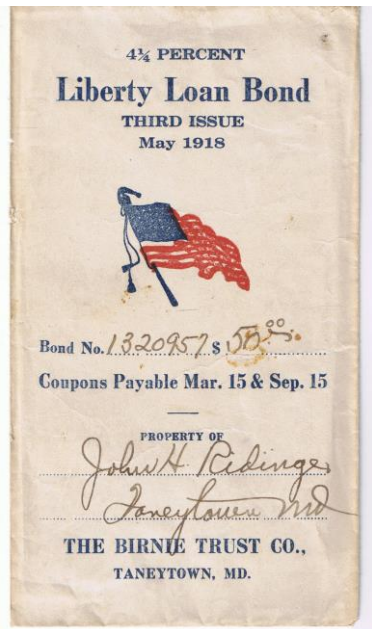 4¼ PERCENT
Liberty Loan Bond
THIRD ISSUE
May 1918
Bond No. 1320957 $ 50.00
Coupons Payable Mar. 15 & Sep. 15
PROPERTY OF
John H. Ridinger
Taneytown Md
THE BIRNIE TRUST CO.,
TANEYTOWN, MD.